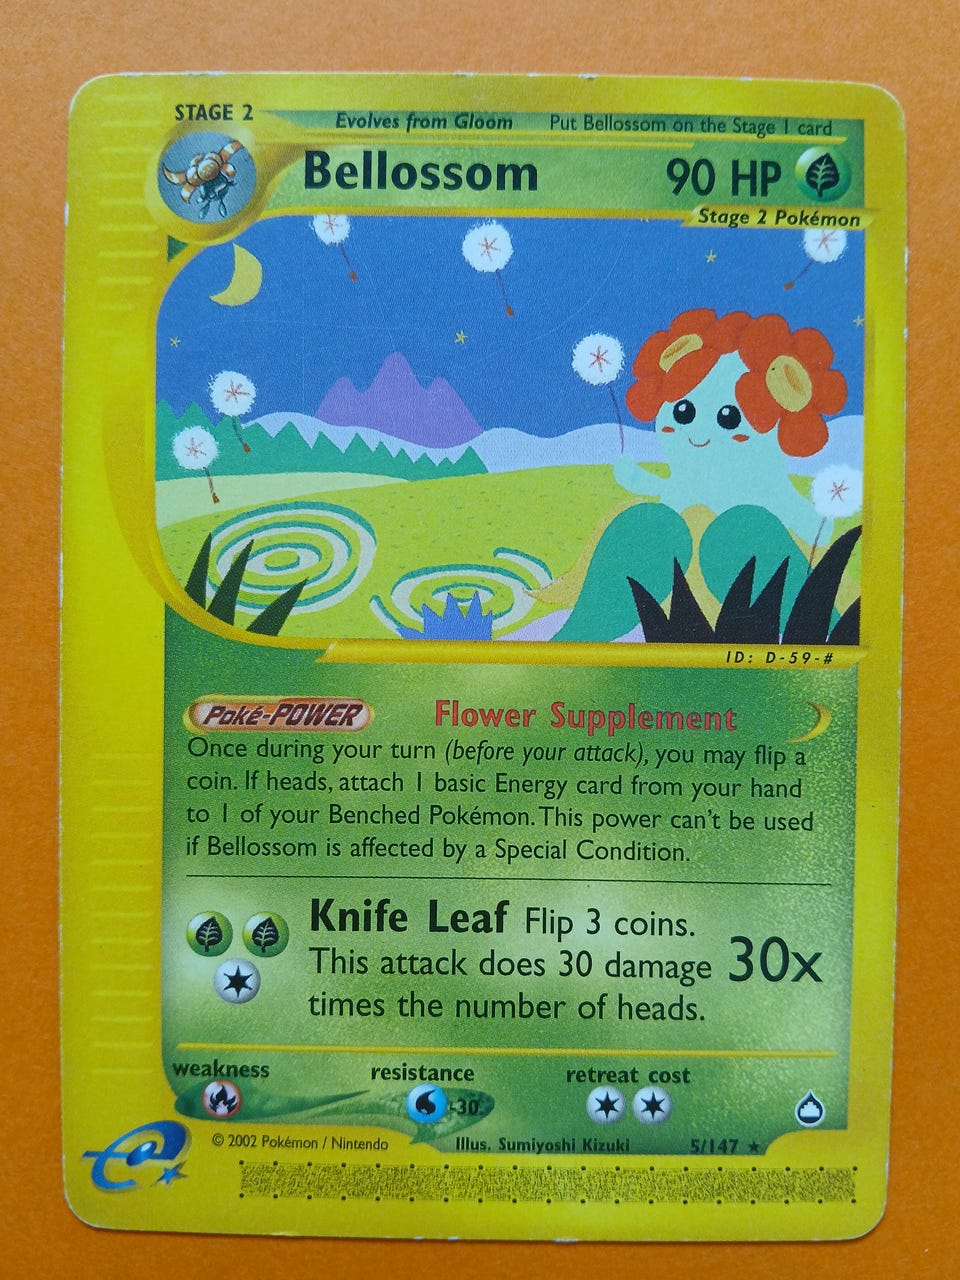 STAGE 2
Evolves from Gloom Put Bellossom on the Stage 1 card
Bellossom 90 HP
Stage 2 Pokémon
ID: D-59-#
Poké-POWER Flower Supplement
Once during your turn (before your attack), you may flip a
coin. If heads, attach 1 basic Energy card from your hand
to 1 of your Benched Pokémon. This power can't be used
if Bellossom is affected by a Special Condition.
Knife Leaf Flip 3 coins.
This attack does 30 damage 30x
times the number of heads.
weakness resistance retreat cost
-30
© 2002 Pokémon / Nintendo Illus. Sumiyoshi Kizuki 5/147 ★
e